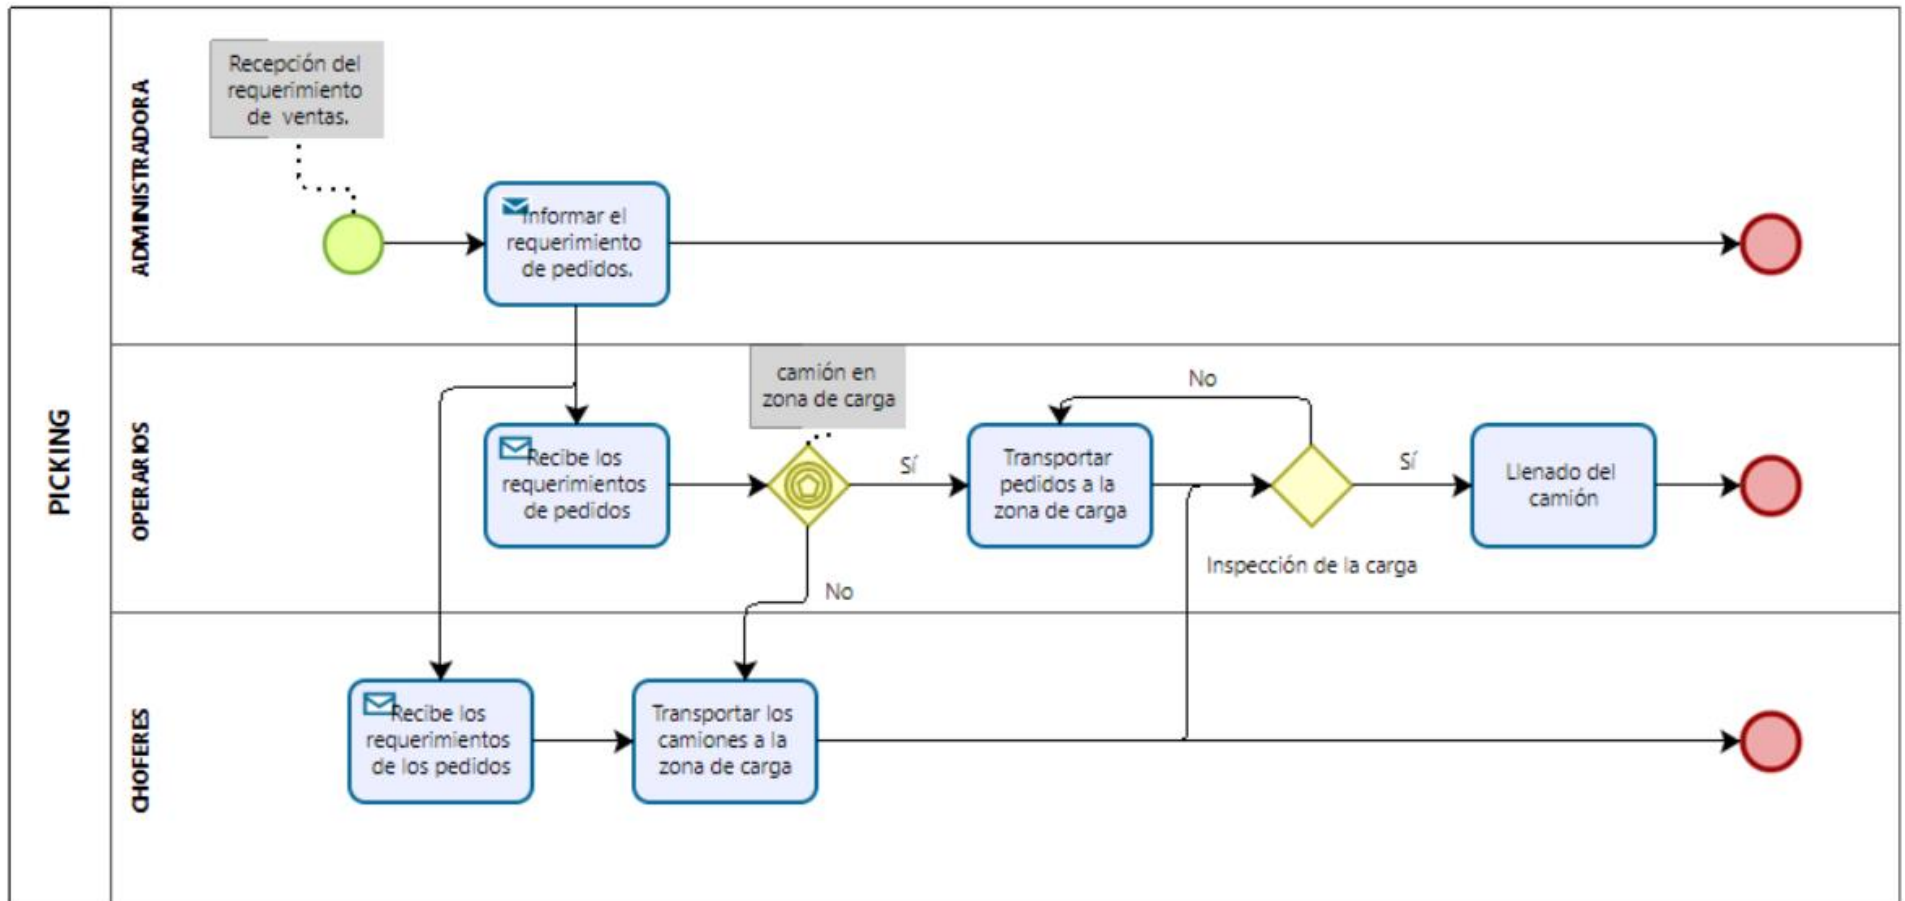 PICKING
ADMINISTRADORA
Recepción del
requerimiento
de ventas.
Informar el
requerimiento
de pedidos.
OPERARIOS
Recibe los
requerimientos
de pedidos
camión en
zona de carga
Sí
No
Transportar
pedidos a la
zona de carga
No
Inspección de la carga
Sí
Llenado del
camión
CHOFERES
Recibe los
requerimientos
de los pedidos
Transportar los
camiones a la
zona de carga